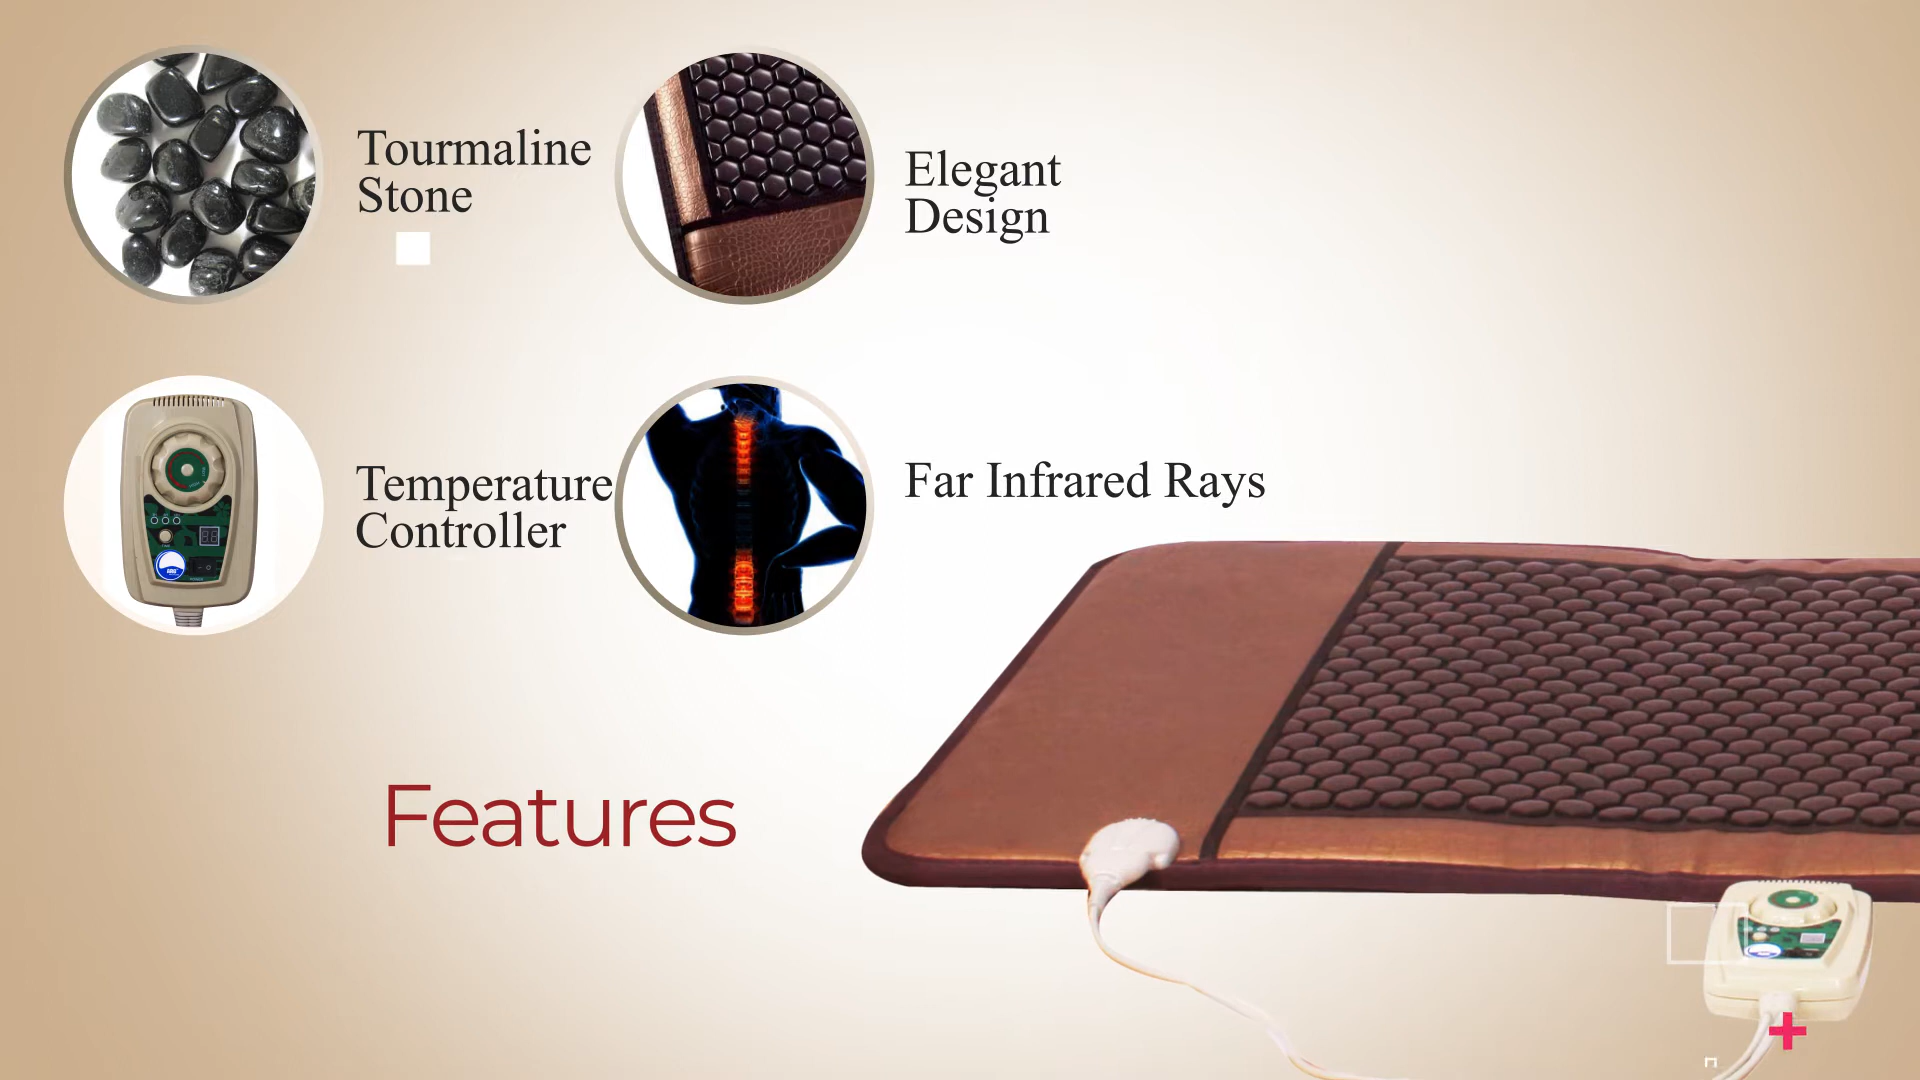 Tourmaline
Stone
Elegant
Design
Temperature
Controller
Far Infrared Rays
Features